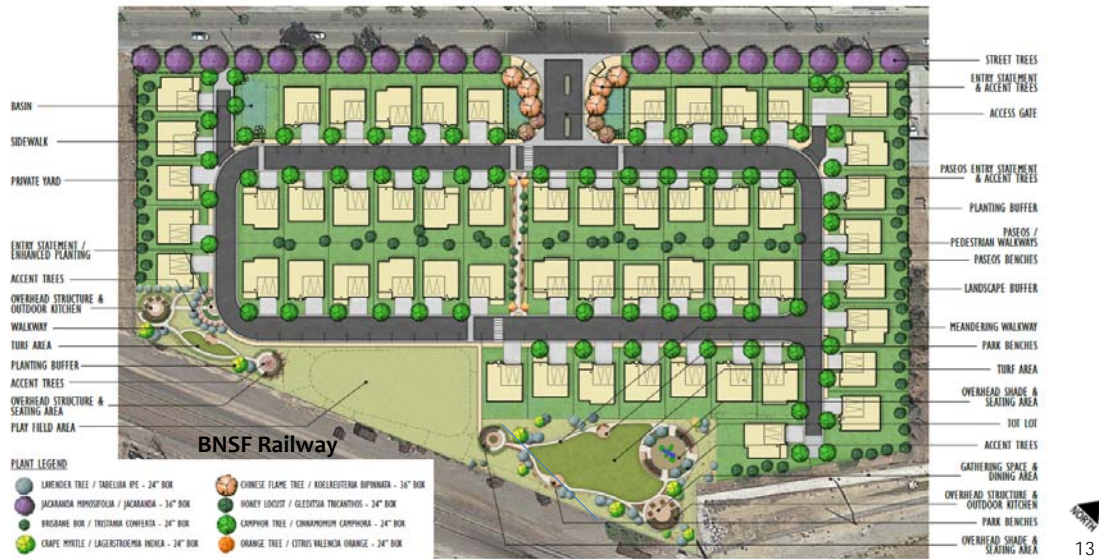 BASIN
SIDEWALK
PRIVATE YARD
ENTRY STATEMENT /
ENHANCED PLANTING
ACCENT TREES
OVERHEAD STRUCTURE &
OUTDOOR KITCHEN
WALKWAY
TURF AREA
PLANTING BUFFER
ACCENT TREES
OVERHEAD STRUCTURE &
SEATING AREA
PLAY FIELD AREA
BNSF Railway
STREET TREES
ENTRY STATEMENT
& ACCENT TREES
ACCESS GATE
PASEOS ENTRY STATEMENT
& ACCENT TREES
PLANTING BUFFER
PASEOS /
PEDESTRIAN WALKWAYS
PASEOS BENCHES
LANDSCAPE BUFFER
MEANDERING WALKWAY
PARK BENCHES
TURF AREA
OVERHEAD SHADE &
SEATING AREA
TOT LOT
ACCENT TREES
GATHERING SPACE &
DINING AREA
OVERHEAD STRUCTURE &
OUTDOOR KITCHEN
PARK BENCHES
OVERHEAD SHADE &
SEATING AREA
PLANT LEGEND
LAVENDER TREE / TABEUIA IPE - 24" BOX
JACARANDA MIMOSIFOLIA / JACARANDA - 36" BOX
BRISBANE BOX / TRISTANIA CONFERTA - 24" BOX
CRAPE MYRTLE / LAGERSTROEMIA INDICA - 24" BOX
CHINESE FLAME TREE / KOELREUTERIA BIPINNATA - 36" BOX
HONEY LOCUST / GLEDITSIA TRICANTHOS - 24" BOX
CAMPHOR TREE / CINNAMOMUM CAMPHORA - 24" BOX
ORANGE TREE / CITRUS VALENCIA ORANGE - 24" BOX
NORTH
13